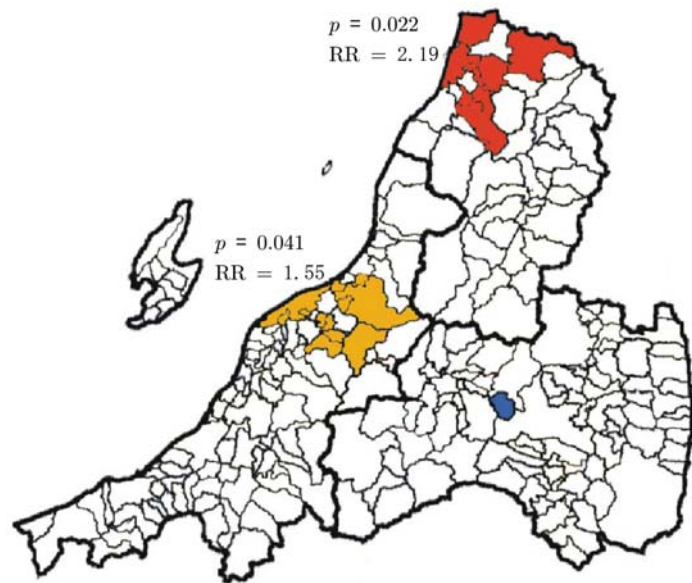 p = 0.022
RR = 2.19
p = 0.041
RR = 1.55